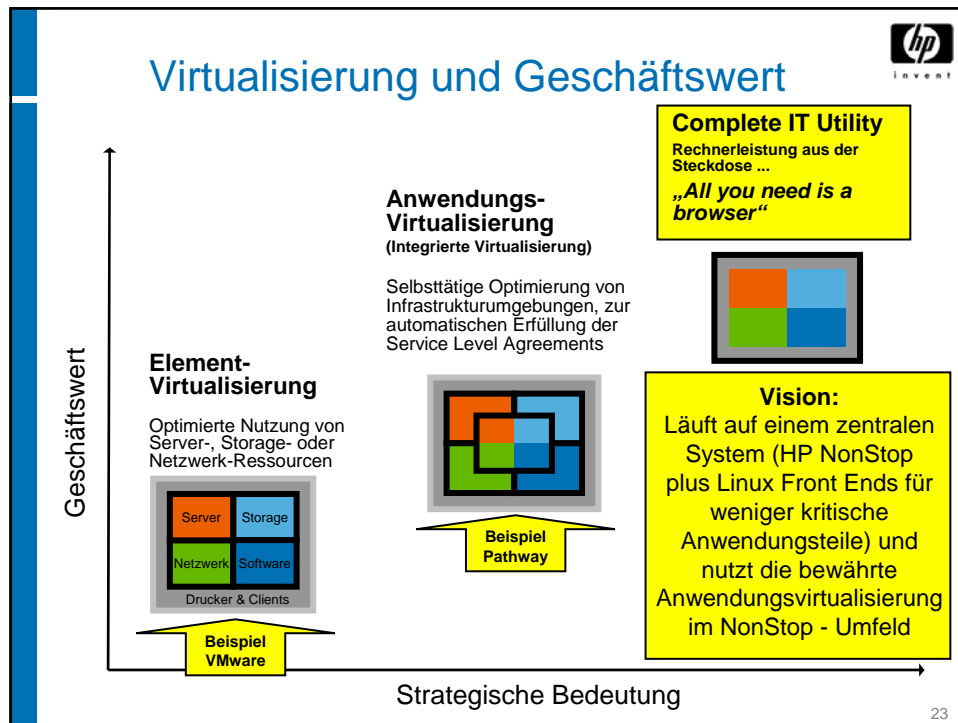 Virtualisierung und Geschäftswert
hp
invent
Complete IT Utility
Rechnerleistung aus der
Steckdose ...
„All you need is a
browser“
Anwendungs-
Virtualisierung
(Integrierte Virtualisierung)
Selbsttätige Optimierung von
Infrastrukturumgebungen, zur
automatischen Erfüllung der
Service Level Agreements
Element-
Virtualisierung
Optimierte Nutzung von
Server-, Storage- oder
Netzwerk-Ressourcen
Server
Storage
Netzwerk
Software
Drucker & Clients
Beispiel
VMware
Beispiel
Pathway
Vision:
Läuft auf einem zentralen
System (HP NonStop
plus Linux Front Ends für
weniger kritische
Anwendungsteile) und
nutzt die bewährte
Anwendungsvirtualisierung
im NonStop - Umfeld
Geschäftswert
Strategische Bedeutung
23